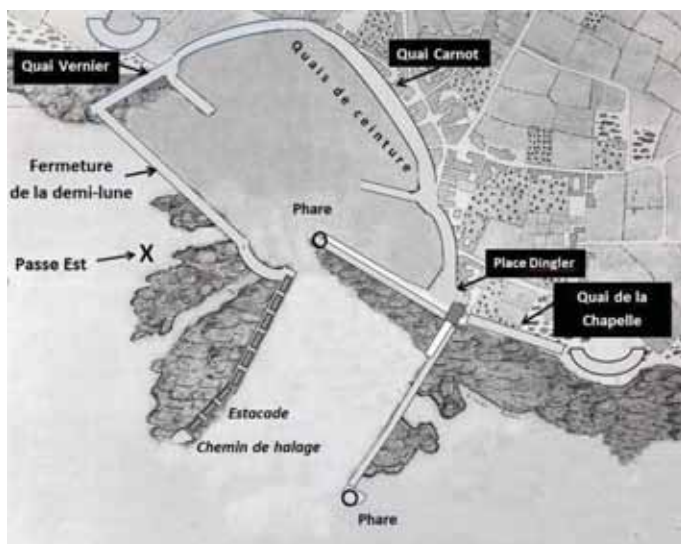 Quai Vernier
Quai Carnot
Quais de ceinture
Fermeture
de la demi-lune
Phare
Passe Est
X
Place Dingler
Quai de la
Chapelle
Estacade
Chemin de halage
Phare